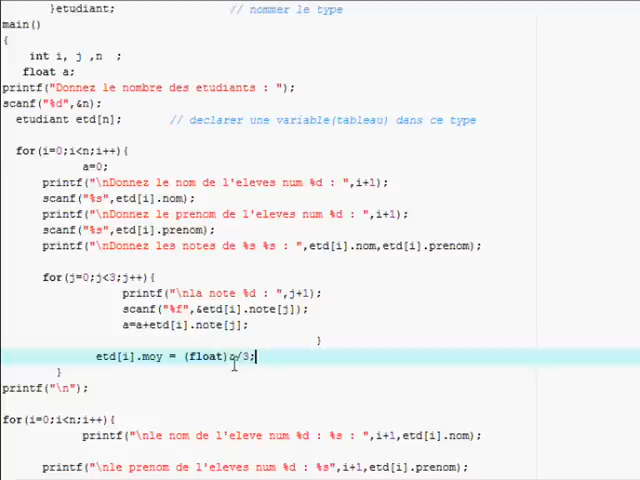 }etudiant; // nommer le type
main()
{
int i, j ,n ;
float a;
printf("Donnez le nombre des etudiants : ");
scanf("%d",&n);
etudiant etd[n]; // declarer une variable(tableau) dans ce type
for(i=0;i<n;i++){
a=0;
printf("\nDonnez le nom de l'eleves num %d : ",i+1);
scanf("%s",etd[i].nom);
printf("\nDonnez le prenom de l'eleves num %d : ",i+1);
scanf("%s",etd[i].prenom);
printf("\nDonnez les notes de %s %s : ",etd[i].nom,etd[i].prenom);
for(j=0;j<3;j++){
printf("\nla note %d : ",j+1);
scanf("%f",&etd[i].note[j]);
a=a+etd[i].note[j];
}
etd[i].moy = (float)a/3;
}
printf("\n");
for(i=0;i<n;i++){
printf("\nle nom de l'eleve num %d : %s : ",i+1,etd[i].nom);
printf("\nle prenom de l'eleves num %d : %s",i+1,etd[i].prenom);